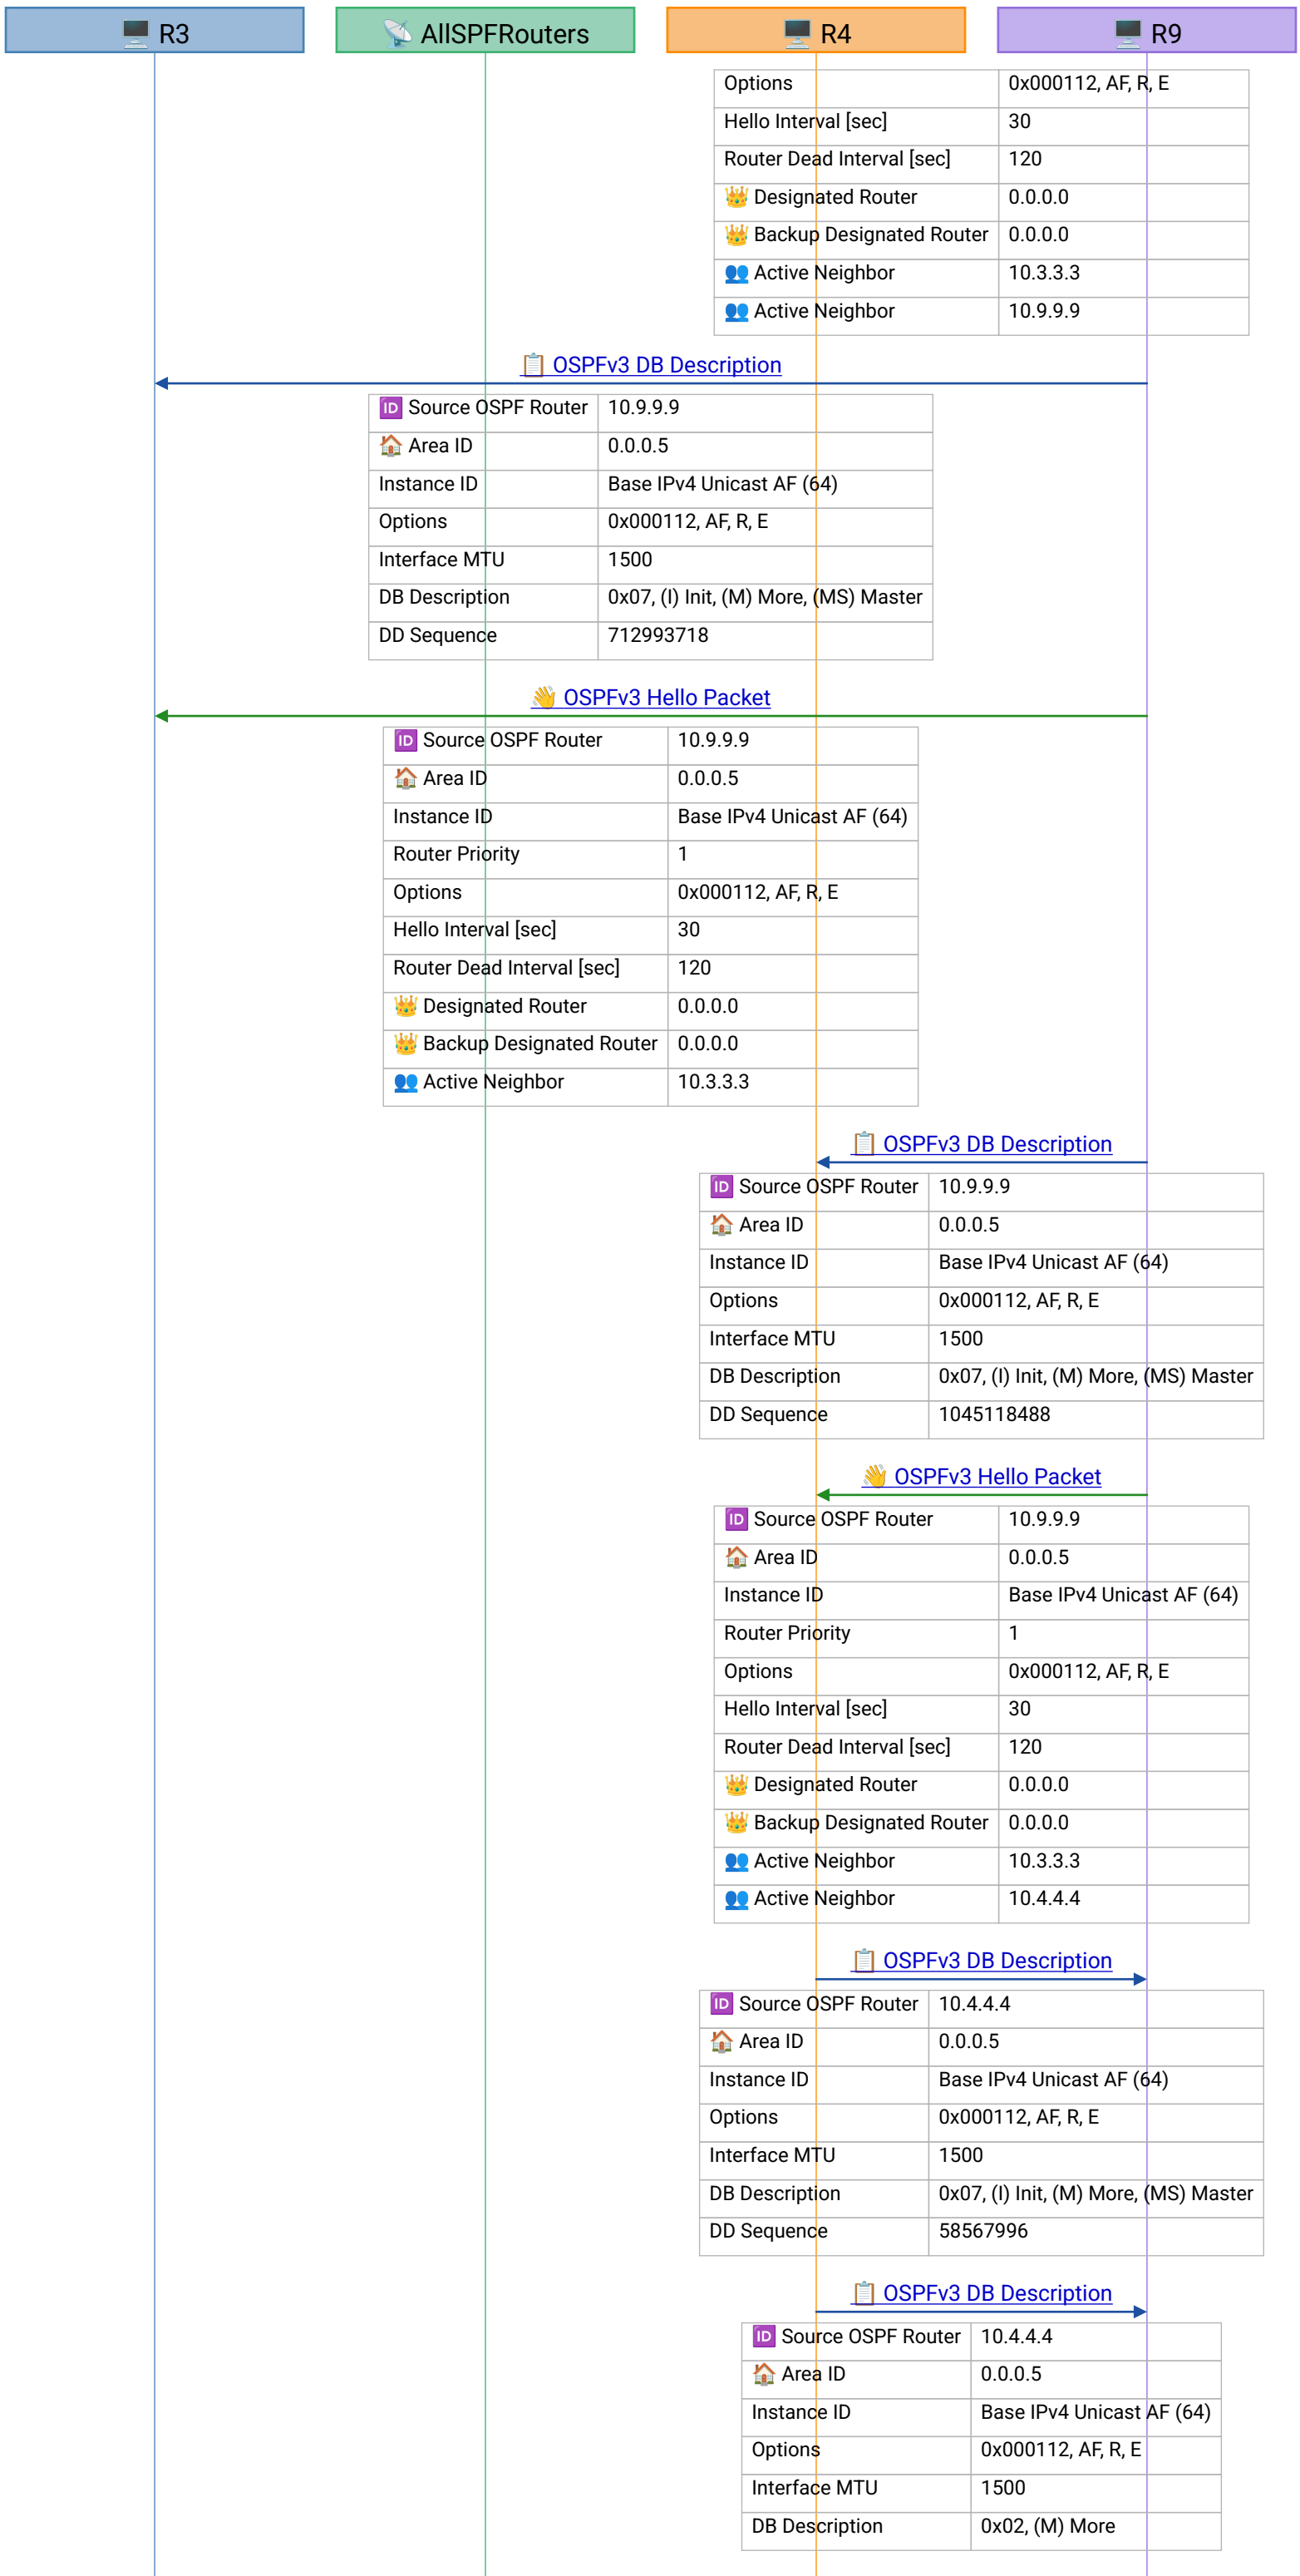 🖥️ R3
📡 AllSPFRouters
🖥️ R4
🖥️ R9
Options 0x000112, AF, R, E
Hello Interval [sec] 30
Router Dead Interval [sec] 120
👑 Designated Router 0.0.0.0
👑 Backup Designated Router 0.0.0.0
👥 Active Neighbor 10.3.3.3
👥 Active Neighbor 10.9.9.9
📋 OSPFv3 DB Description
🆔 Source OSPF Router 10.9.9.9
🏠 Area ID 0.0.0.5
Instance ID Base IPv4 Unicast AF (64)
Options 0x000112, AF, R, E
Interface MTU 1500
DB Description 0x07, (I) Init, (M) More, (MS) Master
DD Sequence 712993718
👋 OSPFv3 Hello Packet
🆔 Source OSPF Router 10.9.9.9
🏠 Area ID 0.0.0.5
Instance ID Base IPv4 Unicast AF (64)
Router Priority 1
Options 0x000112, AF, R, E
Hello Interval [sec] 30
Router Dead Interval [sec] 120
👑 Designated Router 0.0.0.0
👑 Backup Designated Router 0.0.0.0
👥 Active Neighbor 10.3.3.3
📋 OSPFv3 DB Description
🆔 Source OSPF Router 10.9.9.9
🏠 Area ID 0.0.0.5
Instance ID Base IPv4 Unicast AF (64)
Options 0x000112, AF, R, E
Interface MTU 1500
DB Description 0x07, (I) Init, (M) More, (MS) Master
DD Sequence 1045118488
👋 OSPFv3 Hello Packet
🆔 Source OSPF Router 10.9.9.9
🏠 Area ID 0.0.0.5
Instance ID Base IPv4 Unicast AF (64)
Router Priority 1
Options 0x000112, AF, R, E
Hello Interval [sec] 30
Router Dead Interval [sec] 120
👑 Designated Router 0.0.0.0
👑 Backup Designated Router 0.0.0.0
👥 Active Neighbor 10.3.3.3
👥 Active Neighbor 10.4.4.4
📋 OSPFv3 DB Description
🆔 Source OSPF Router 10.4.4.4
🏠 Area ID 0.0.0.5
Instance ID Base IPv4 Unicast AF (64)
Options 0x000112, AF, R, E
Interface MTU 1500
DB Description 0x07, (I) Init, (M) More, (MS) Master
DD Sequence 58567996
📋 OSPFv3 DB Description
🆔 Source OSPF Router 10.4.4.4
🏠 Area ID 0.0.0.5
Instance ID Base IPv4 Unicast AF (64)
Options 0x000112, AF, R, E
Interface MTU 1500
DB Description 0x02, (M) More